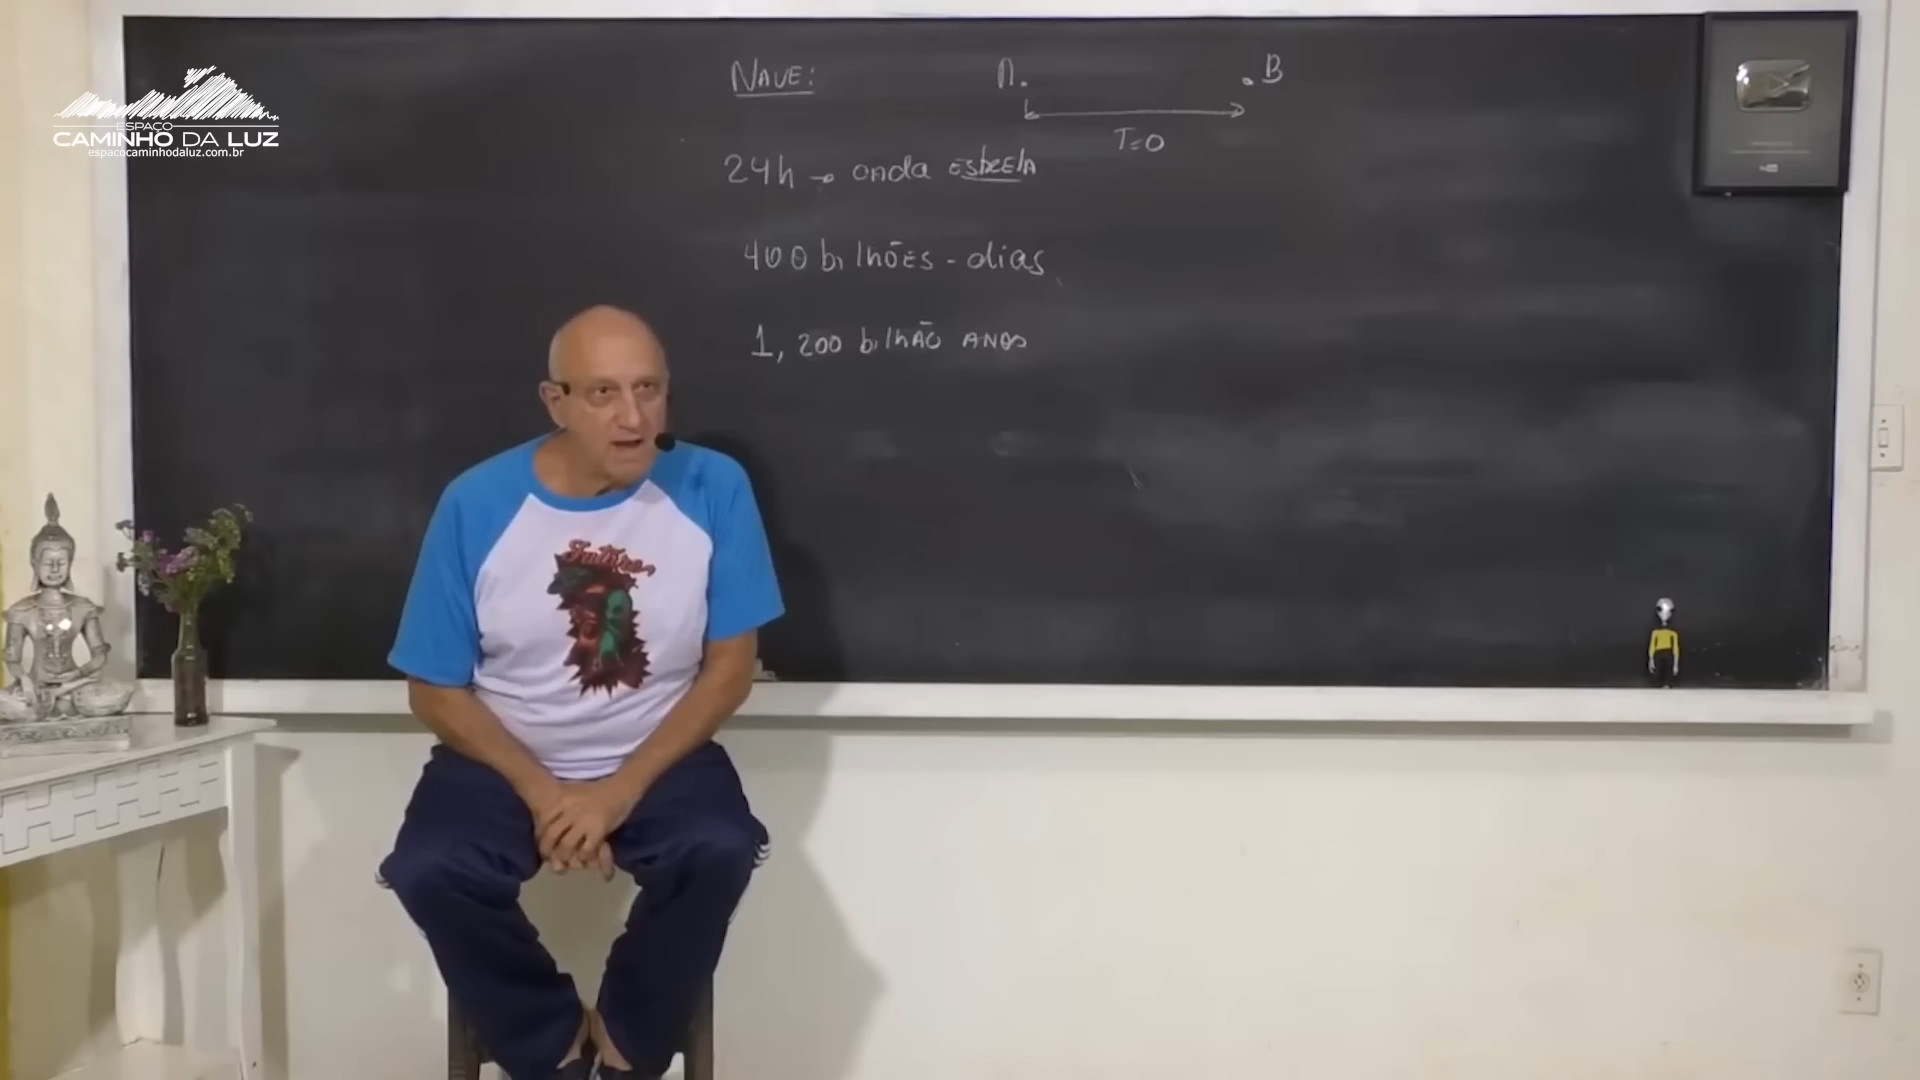 ESPAÇO
CAMINHO DA LUZ
espacocaminhodaluz.com.br
NAVE: A. . B
T=0
24h → onda ESTRELA
400 bilhões - dias
1,200 bilhão ANOS
Futuro